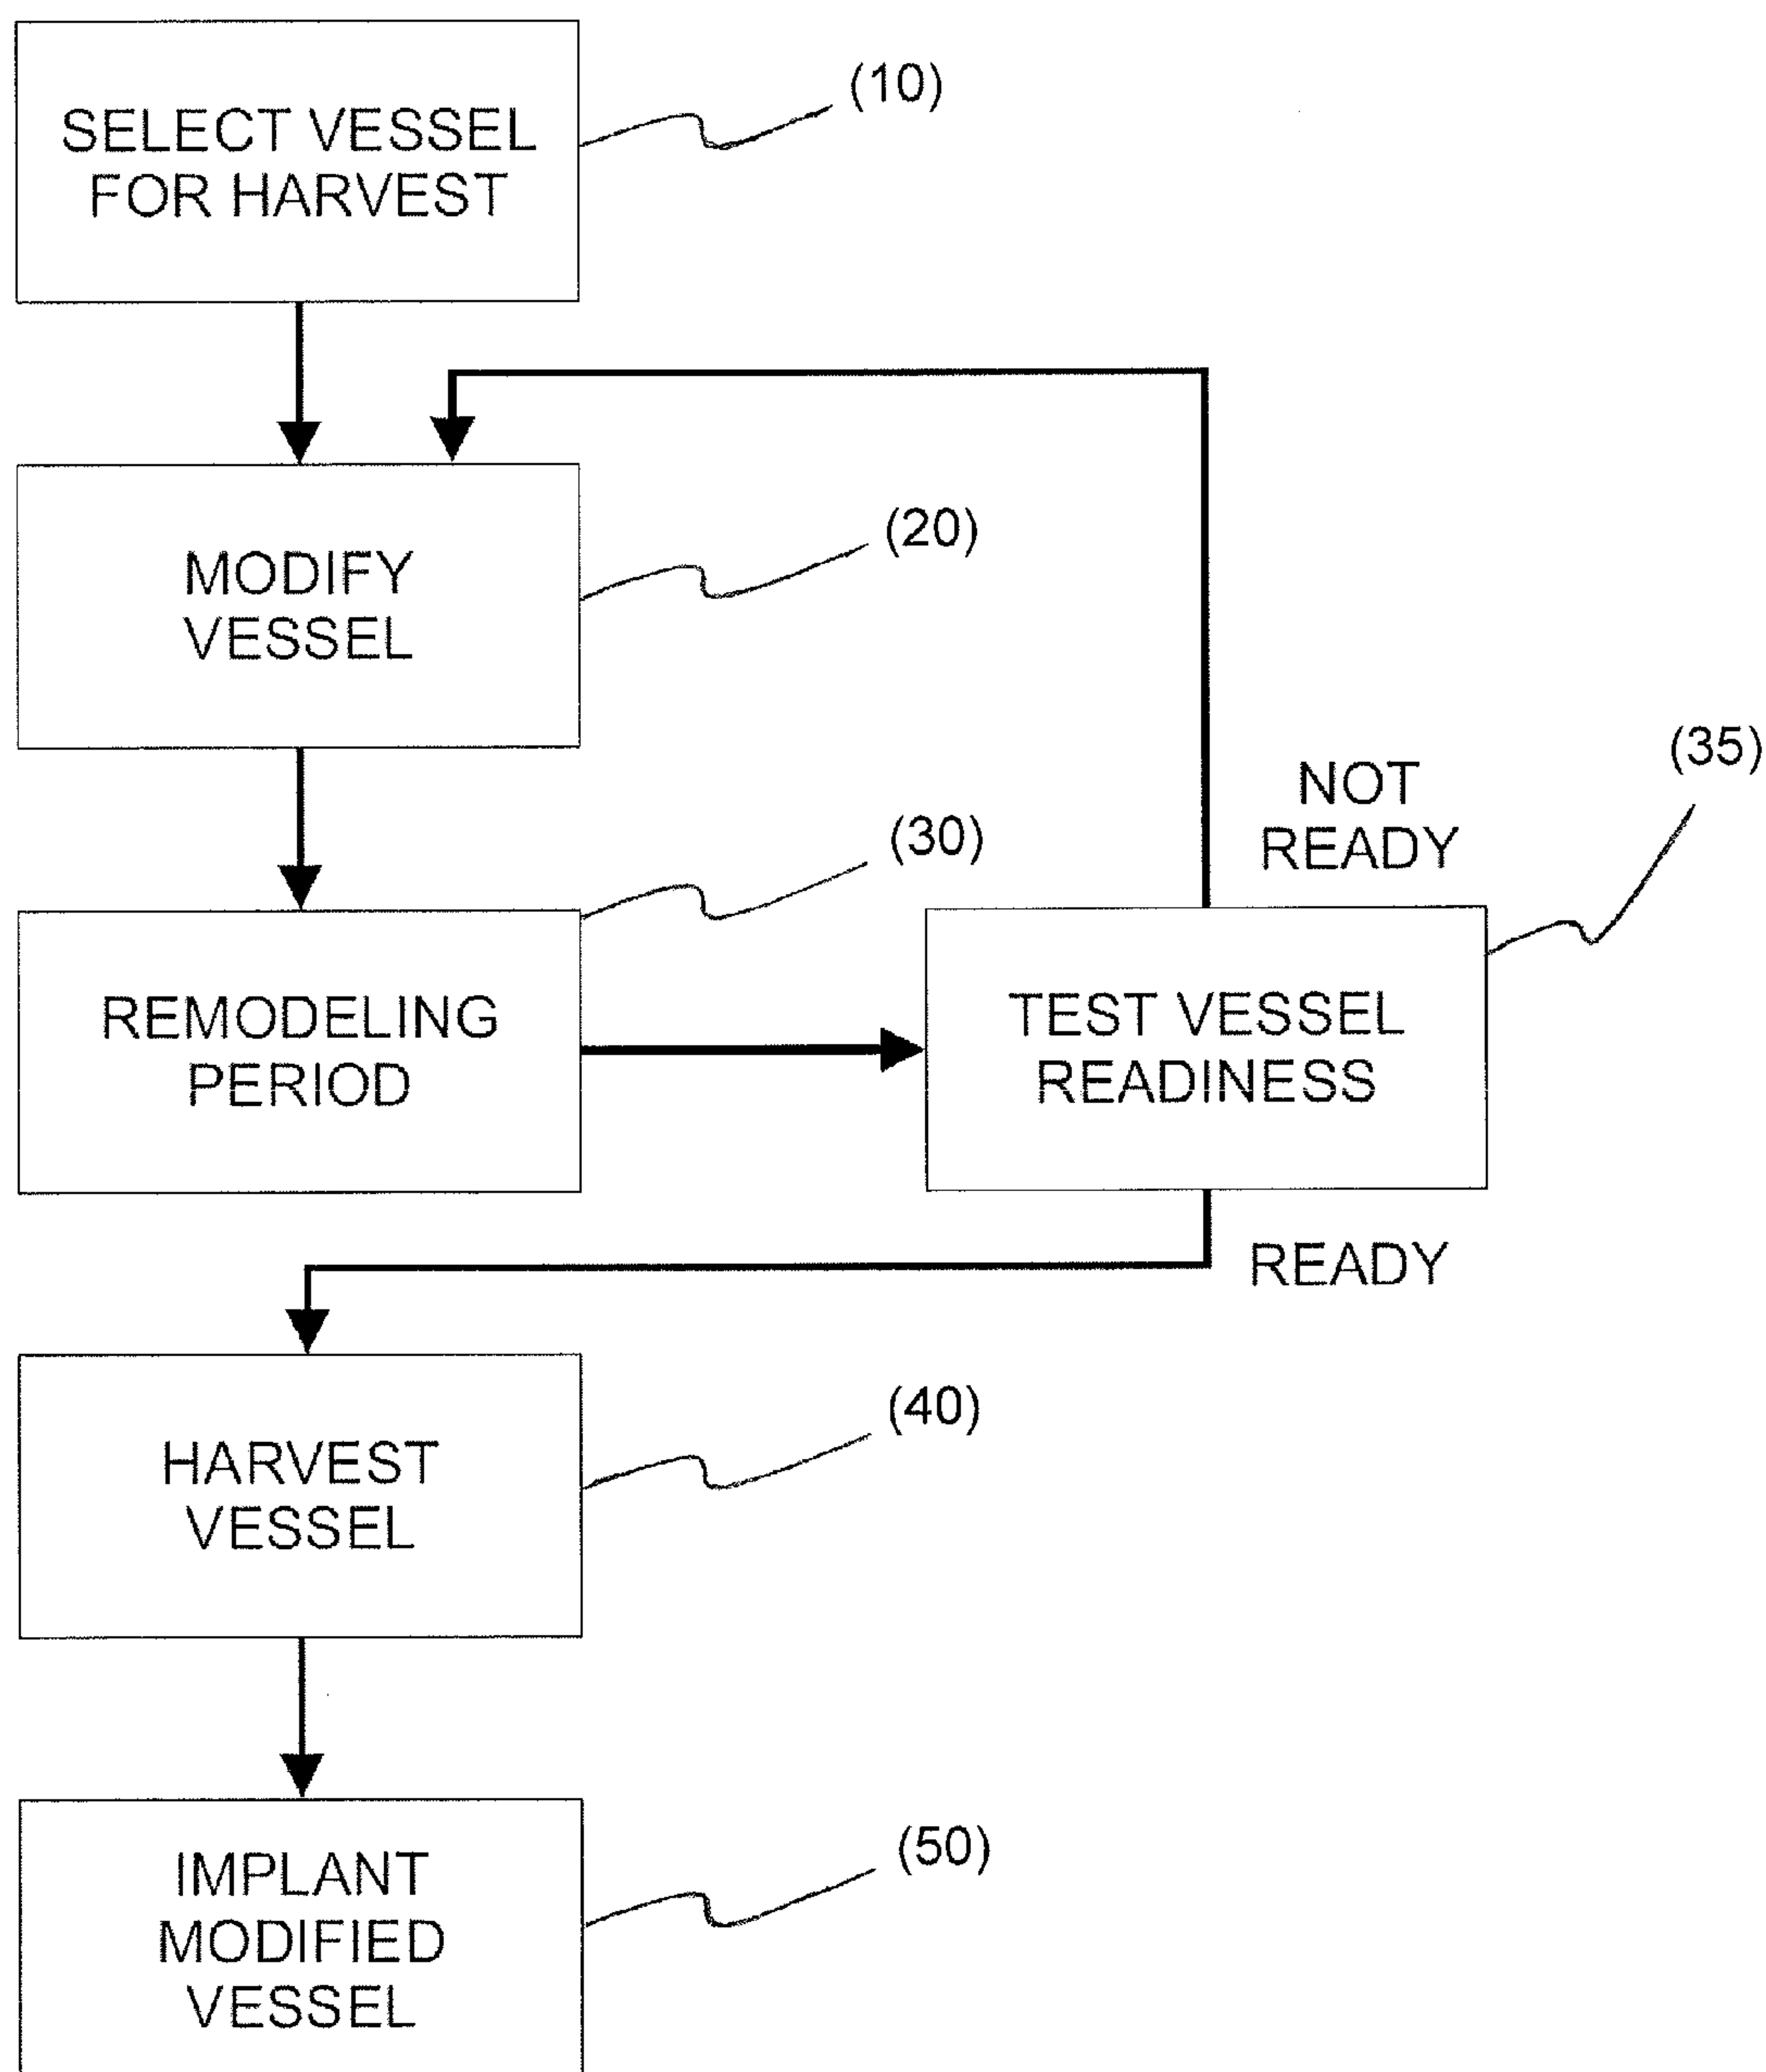 SELECT VESSEL
FOR HARVEST
(10)
MODIFY
VESSEL
(20)
REMODELING
PERIOD
(30)
NOT
READY
(35)
TEST VESSEL
READINESS
READY
HARVEST
VESSEL
(40)
IMPLANT
MODIFIED
VESSEL
(50)